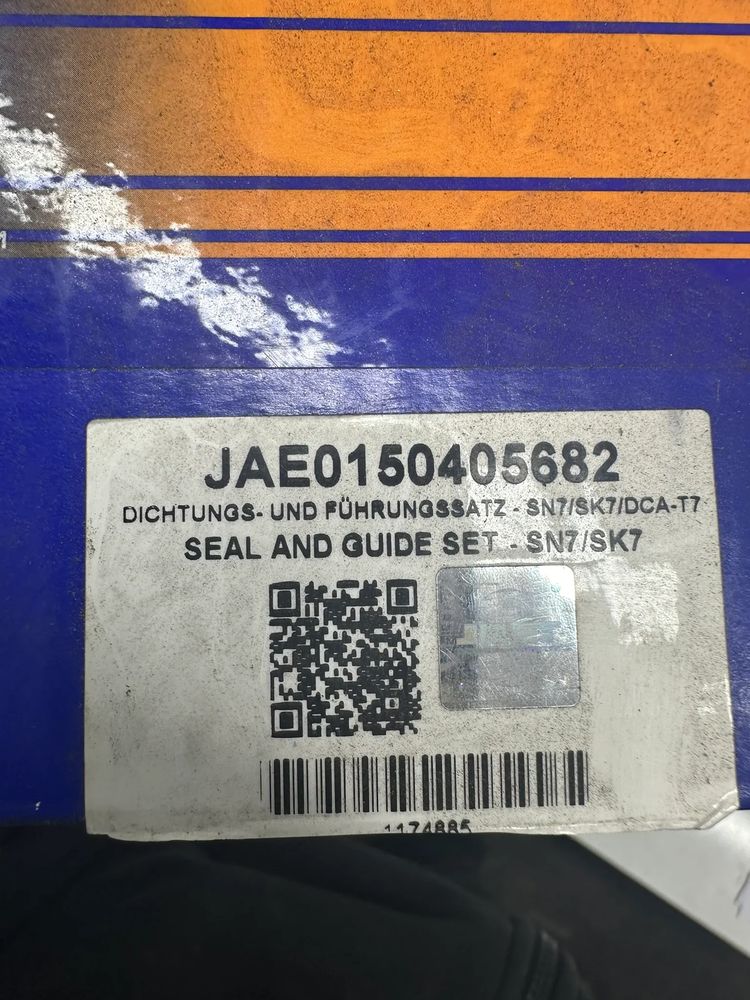 JAE0150405682
DICHTUNGS- UND FÜHRUNGSSATZ - SN7/SK7/DCA-T7
SEAL AND GUIDE SET - SN7/SK7
1174885